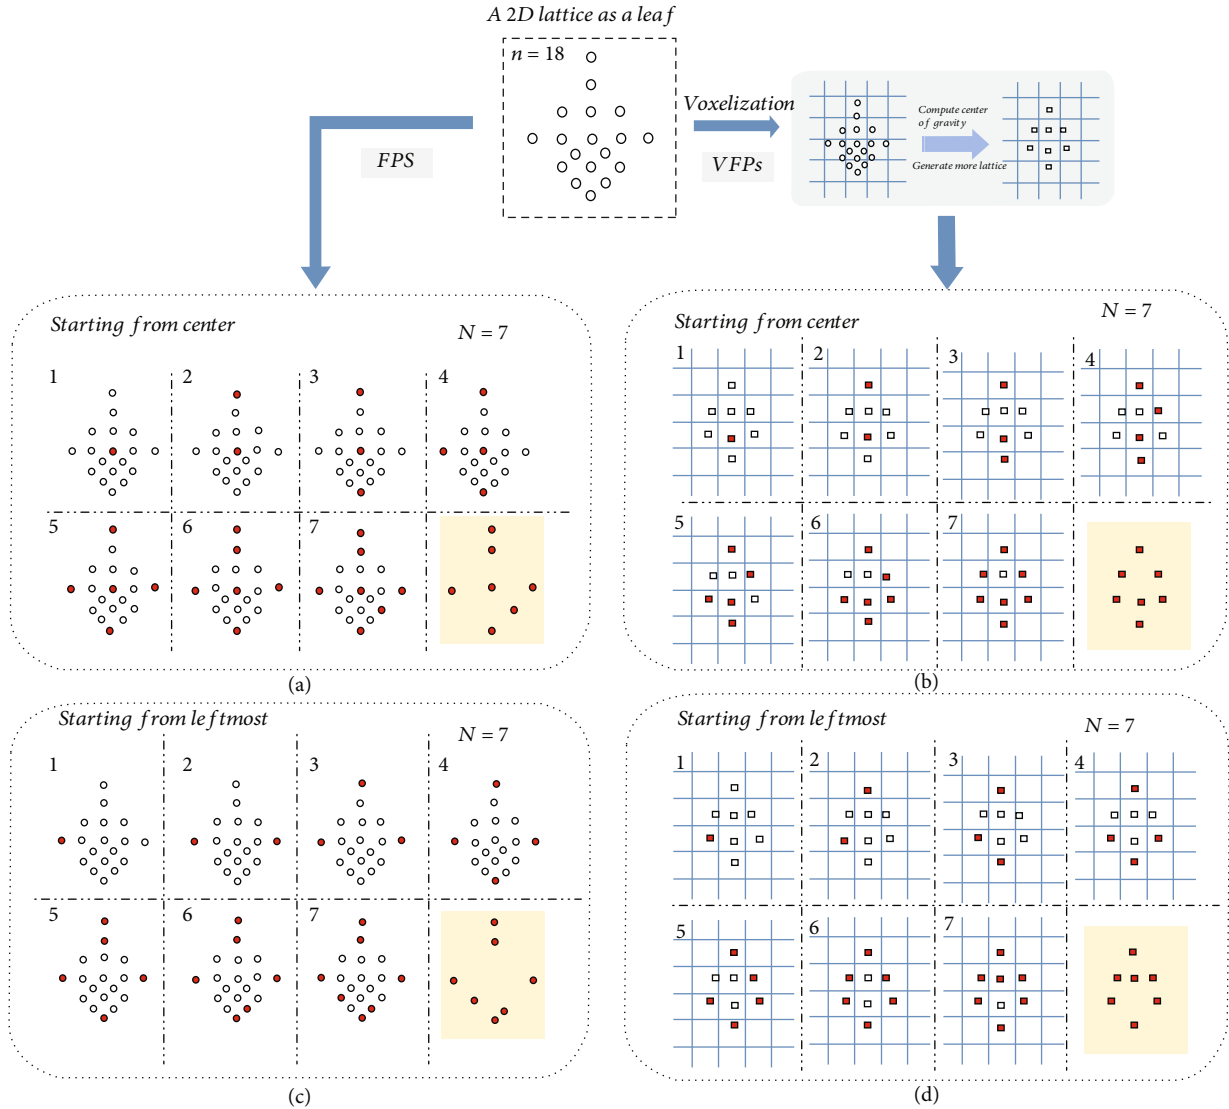 A 2D lattice as a leaf
n = 18
Voxelization
VFPs
FPS
Compute center
of gravity
Generate more lattice
Starting from center
N = 7
1
2
3
4
5
6
7
(a)
Starting from center
N = 7
1
2
3
4
5
6
7
(b)
Starting from leftmost
N = 7
1
2
3
4
5
6
7
(c)
Starting from leftmost
N = 7
1
2
3
4
5
6
7
(d)